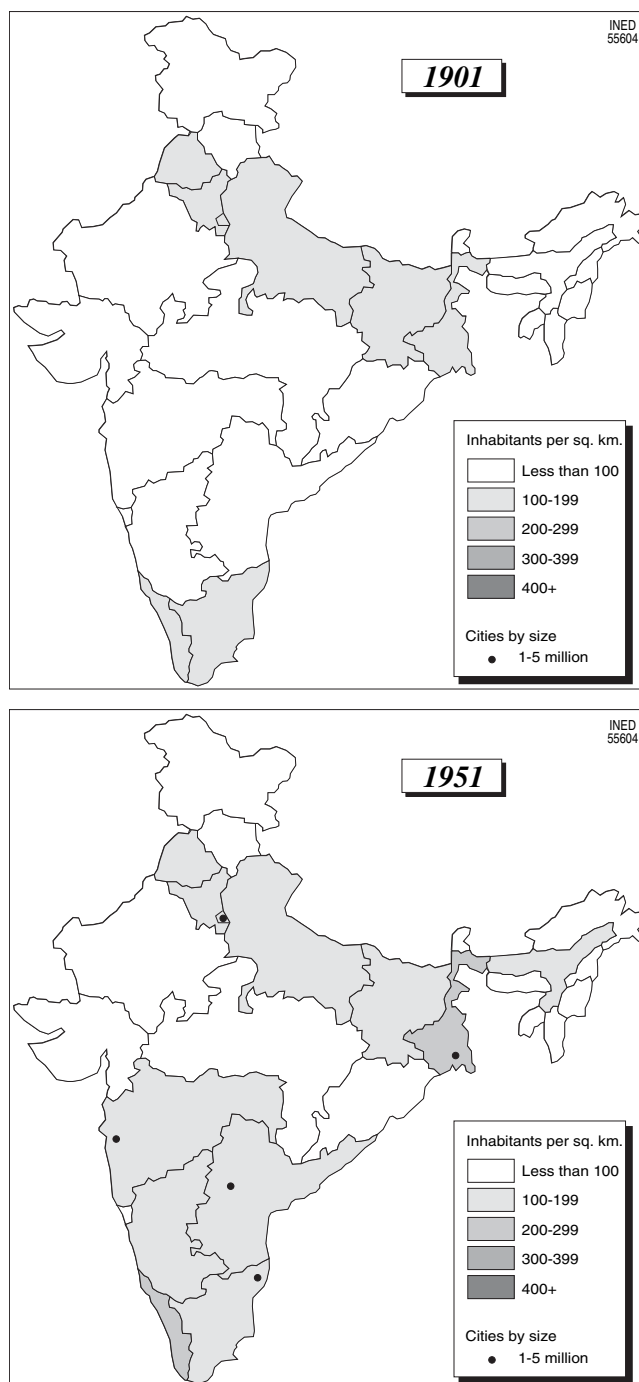 INED
55604
1901
Inhabitants per sq. km.
Less than 100
100-199
200-299
300-399
400+
Cities by size
1-5 million
INED
55604
1951
Inhabitants per sq. km.
Less than 100
100-199
200-299
300-399
400+
Cities by size
1-5 million